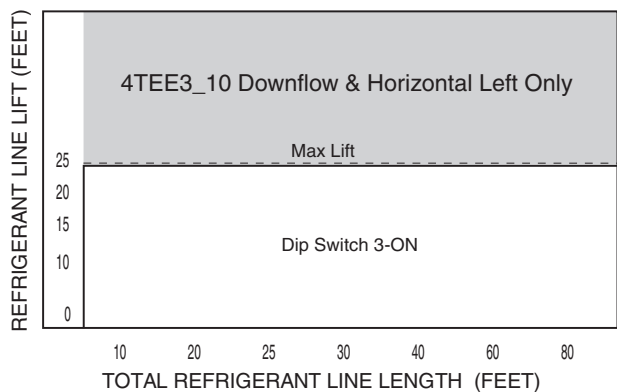 REFRIGERANT LINE LIFT (FEET)
4TEE3_10 Downflow & Horizontal Left Only
Max Lift
25
20
15
10
0
Dip Switch 3-ON
10 20 25 30 40 60 80
TOTAL REFRIGERANT LINE LENGTH (FEET)